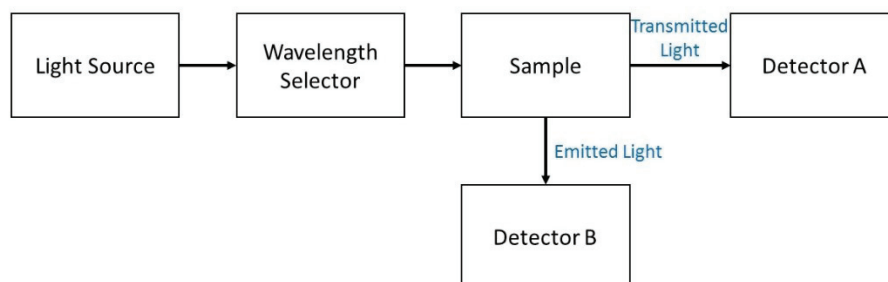 Light Source
Wavelength
Selector
Sample
Transmitted
Light
Detector A
Emitted Light
Detector B